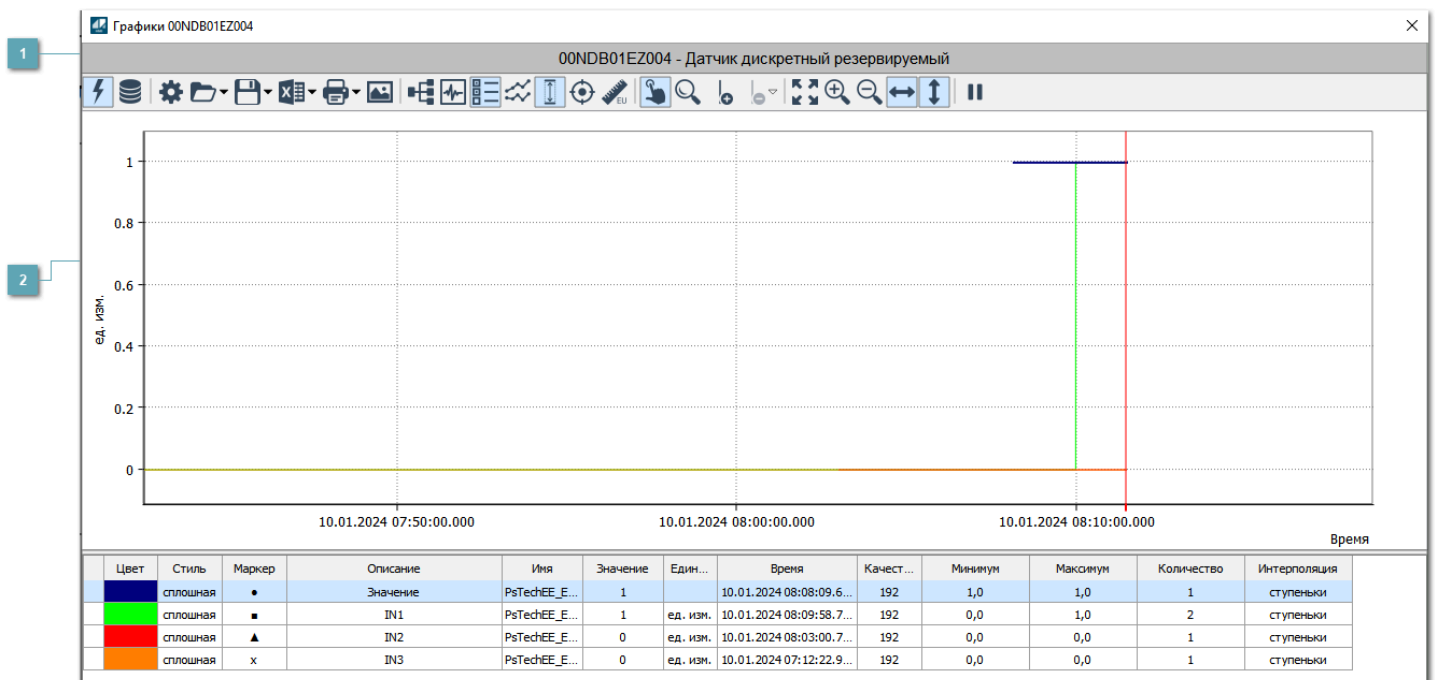 Графики 00NDB01EZ004
1
00NDB01EZ004 - Датчик дискретный резервируемый
EU
1
0.8
2
0.6
ед. изм.
0.4
0.2
0
10.01.2024 07:50:00.000 10.01.2024 08:00:00.000 10.01.2024 08:10:00.000
Время
Цвет Стиль Маркер Описание Имя Значение Един... Время Качест... Минимум Максимум Количество Интерполяция
сплошная Значение PsTechEE_E... 1 10.01.2024 08:08:09.6... 192 1,0 1,0 1 ступеньки
сплошная IN1 PsTechEE_E... 1 ед. изм. 10.01.2024 08:09:58.7... 192 0,0 1,0 2 ступеньки
сплошная IN2 PsTechEE_E... 0 ед. изм. 10.01.2024 08:03:00.7... 192 0,0 0,0 1 ступеньки
сплошная x IN3 PsTechEE_E... 0 ед. изм. 10.01.2024 07:12:22.9... 192 0,0 0,0 1 ступеньки